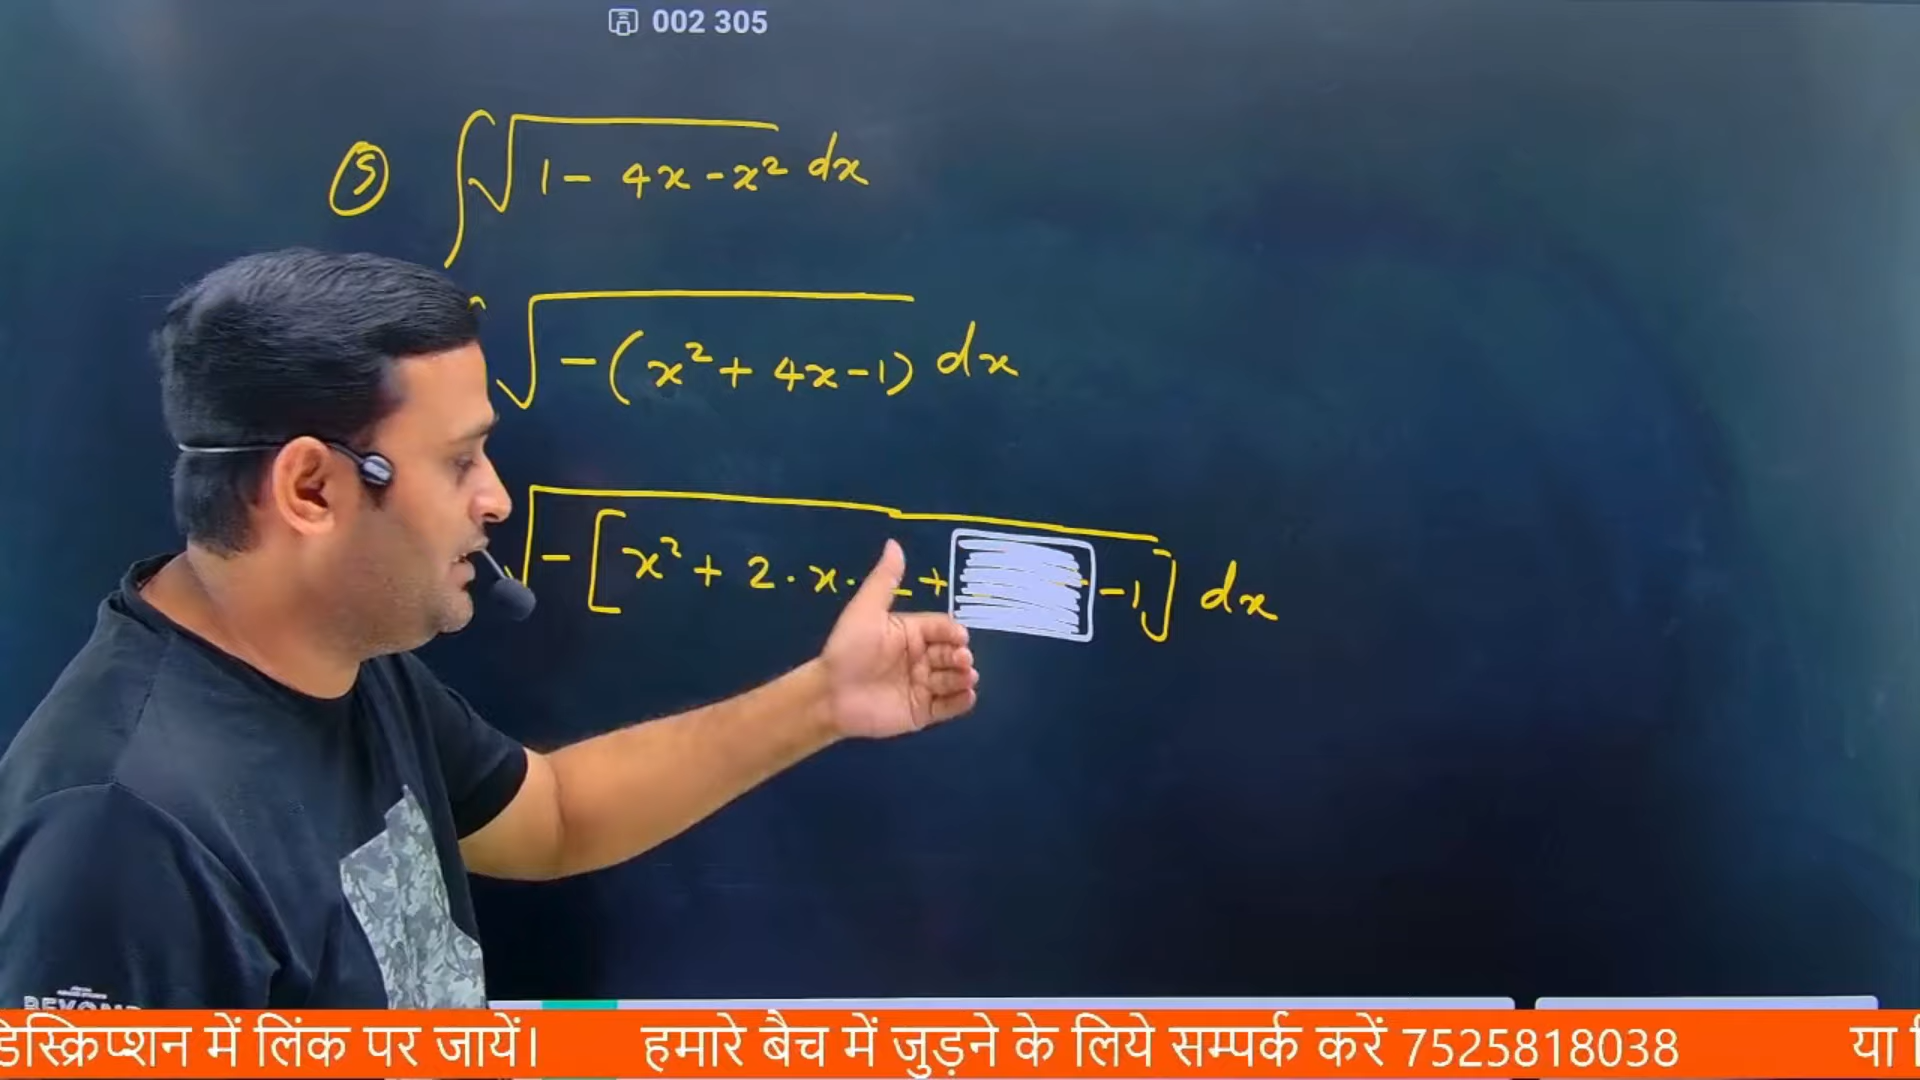 002 305
⑤ ∫√1 - 4x - x² dx
√-(x² + 4x - 1) dx
√-[x² + 2 · x · + - 1] dx
डिस्क्रिप्शन में लिंक पर जायें। हमारे बैच में जुड़ने के लिये सम्पर्क करें 7525818038 या